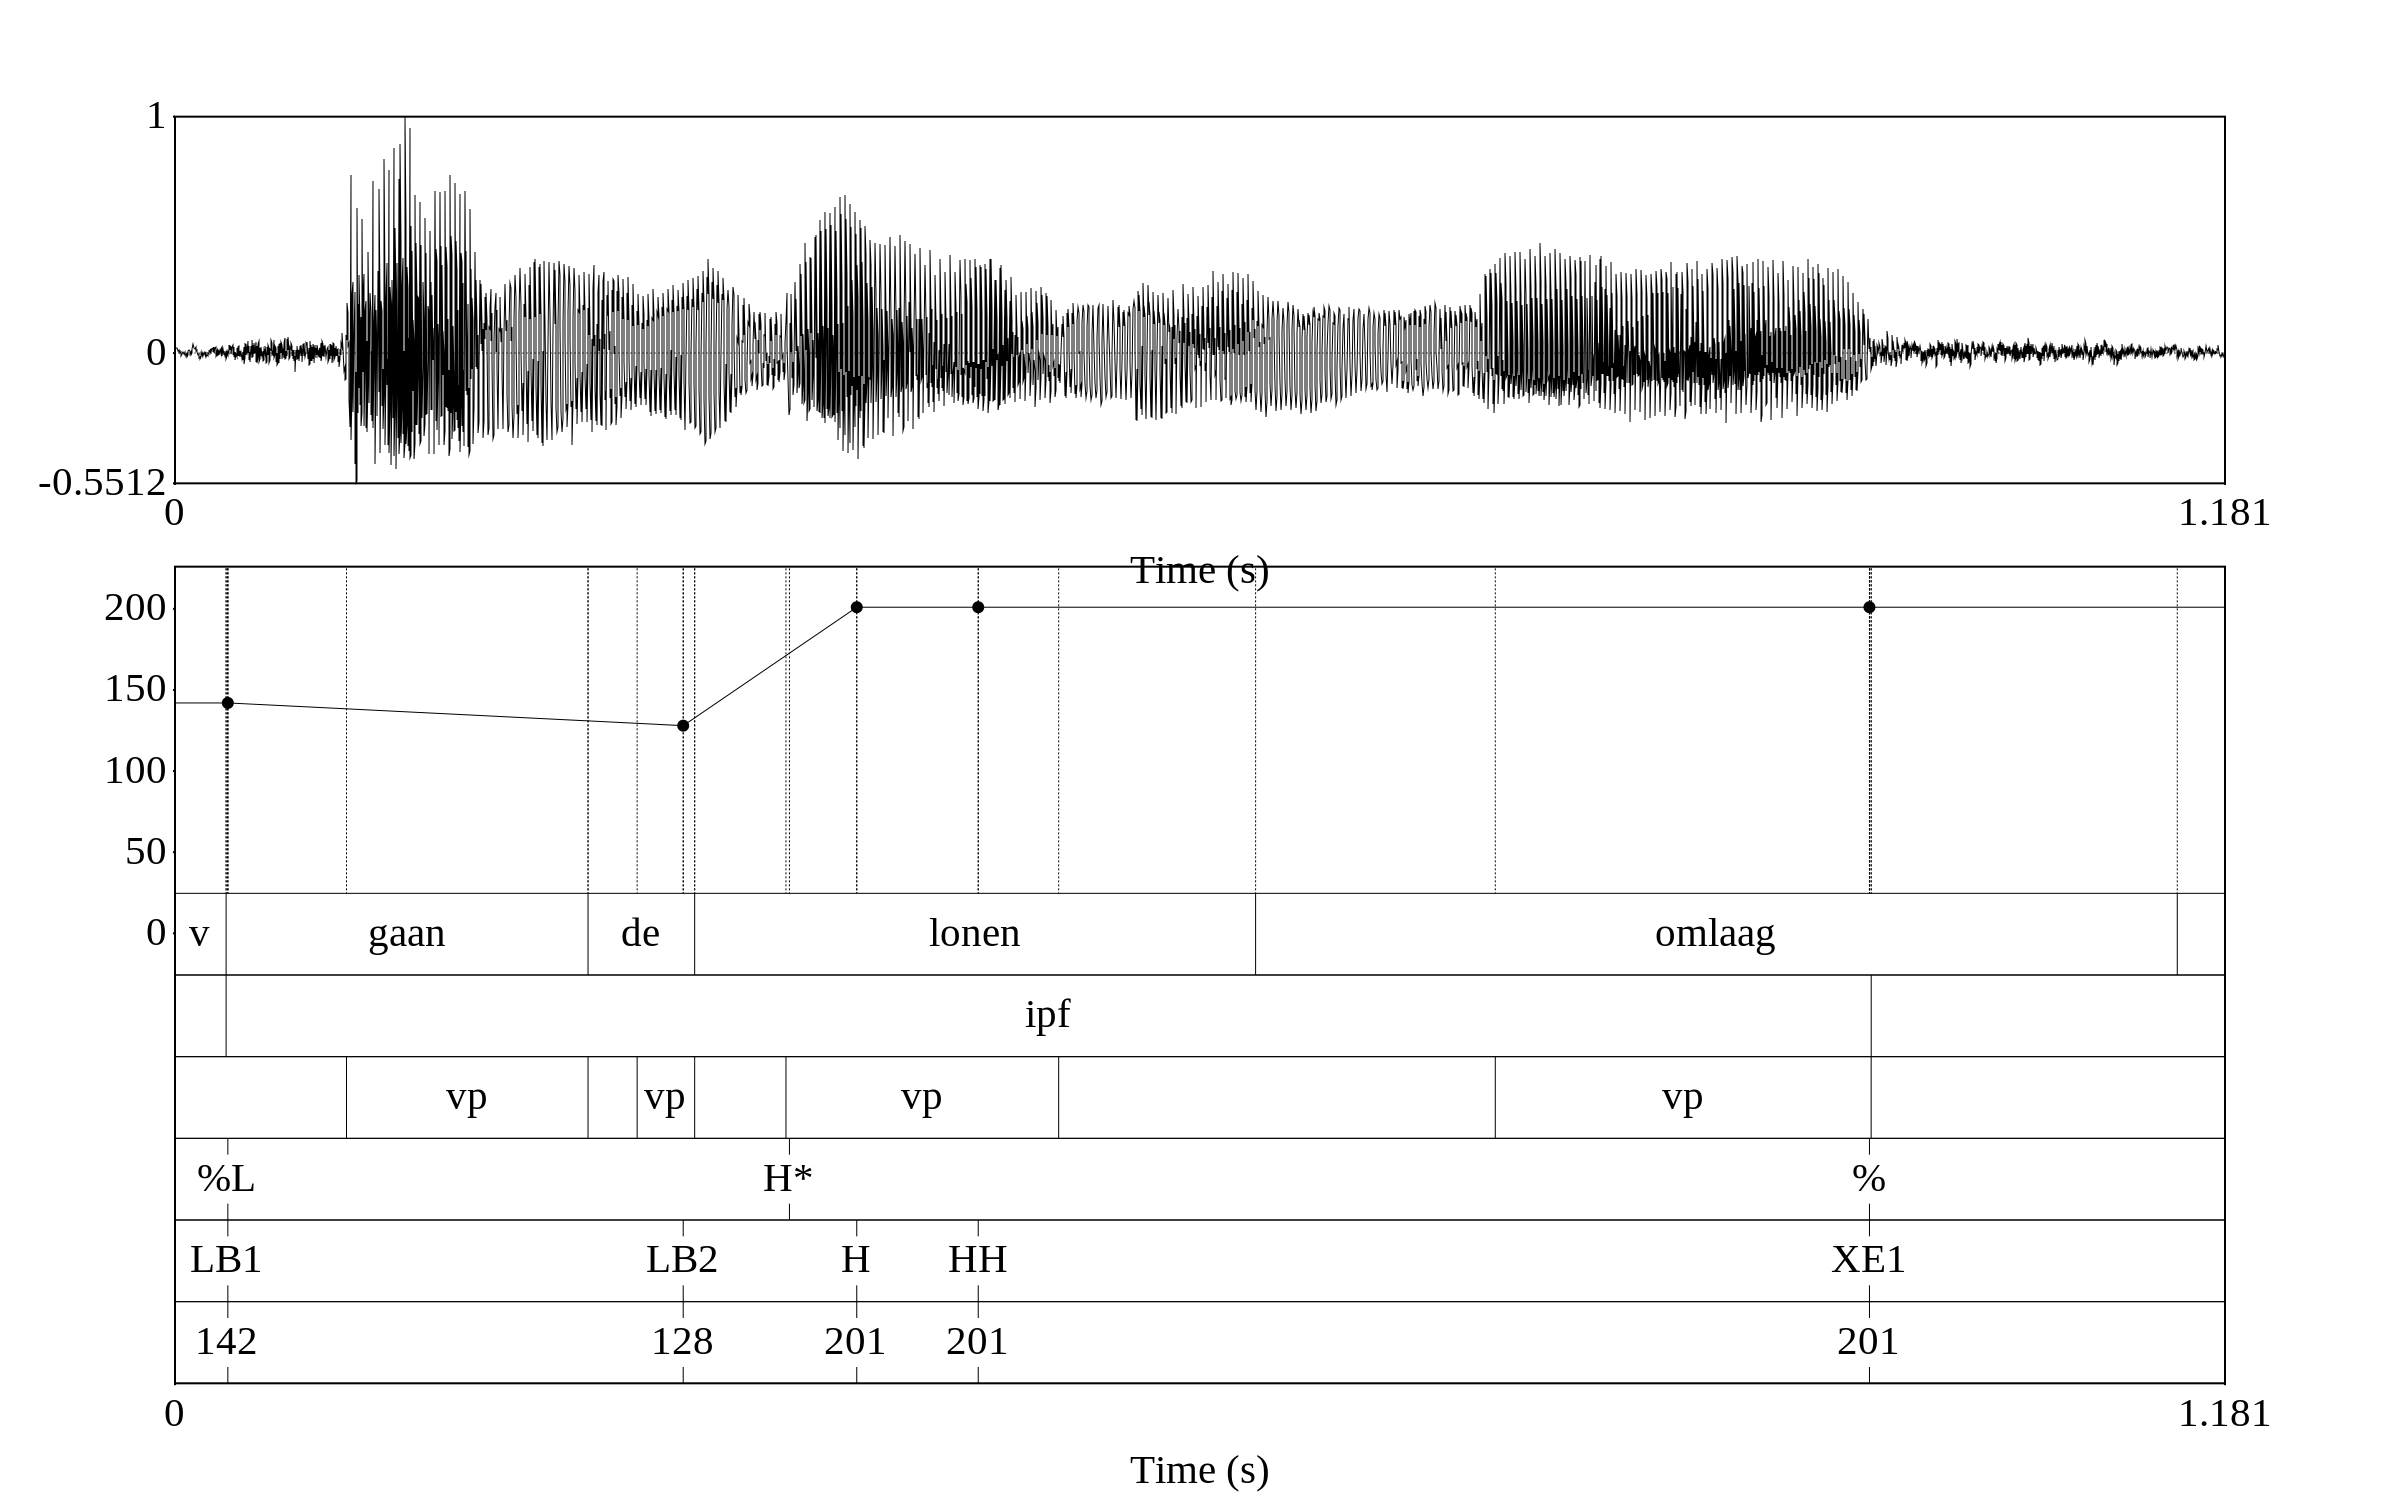 1
0
-0.5512
0 1.181
Time (s)
200
150
100
50
0 v gaan de lonen omlaag
ipf
vp vp vp vp
%L H* %
LB1 LB2 H HH XE1
142 128 201 201 201
0 1.181
Time (s)